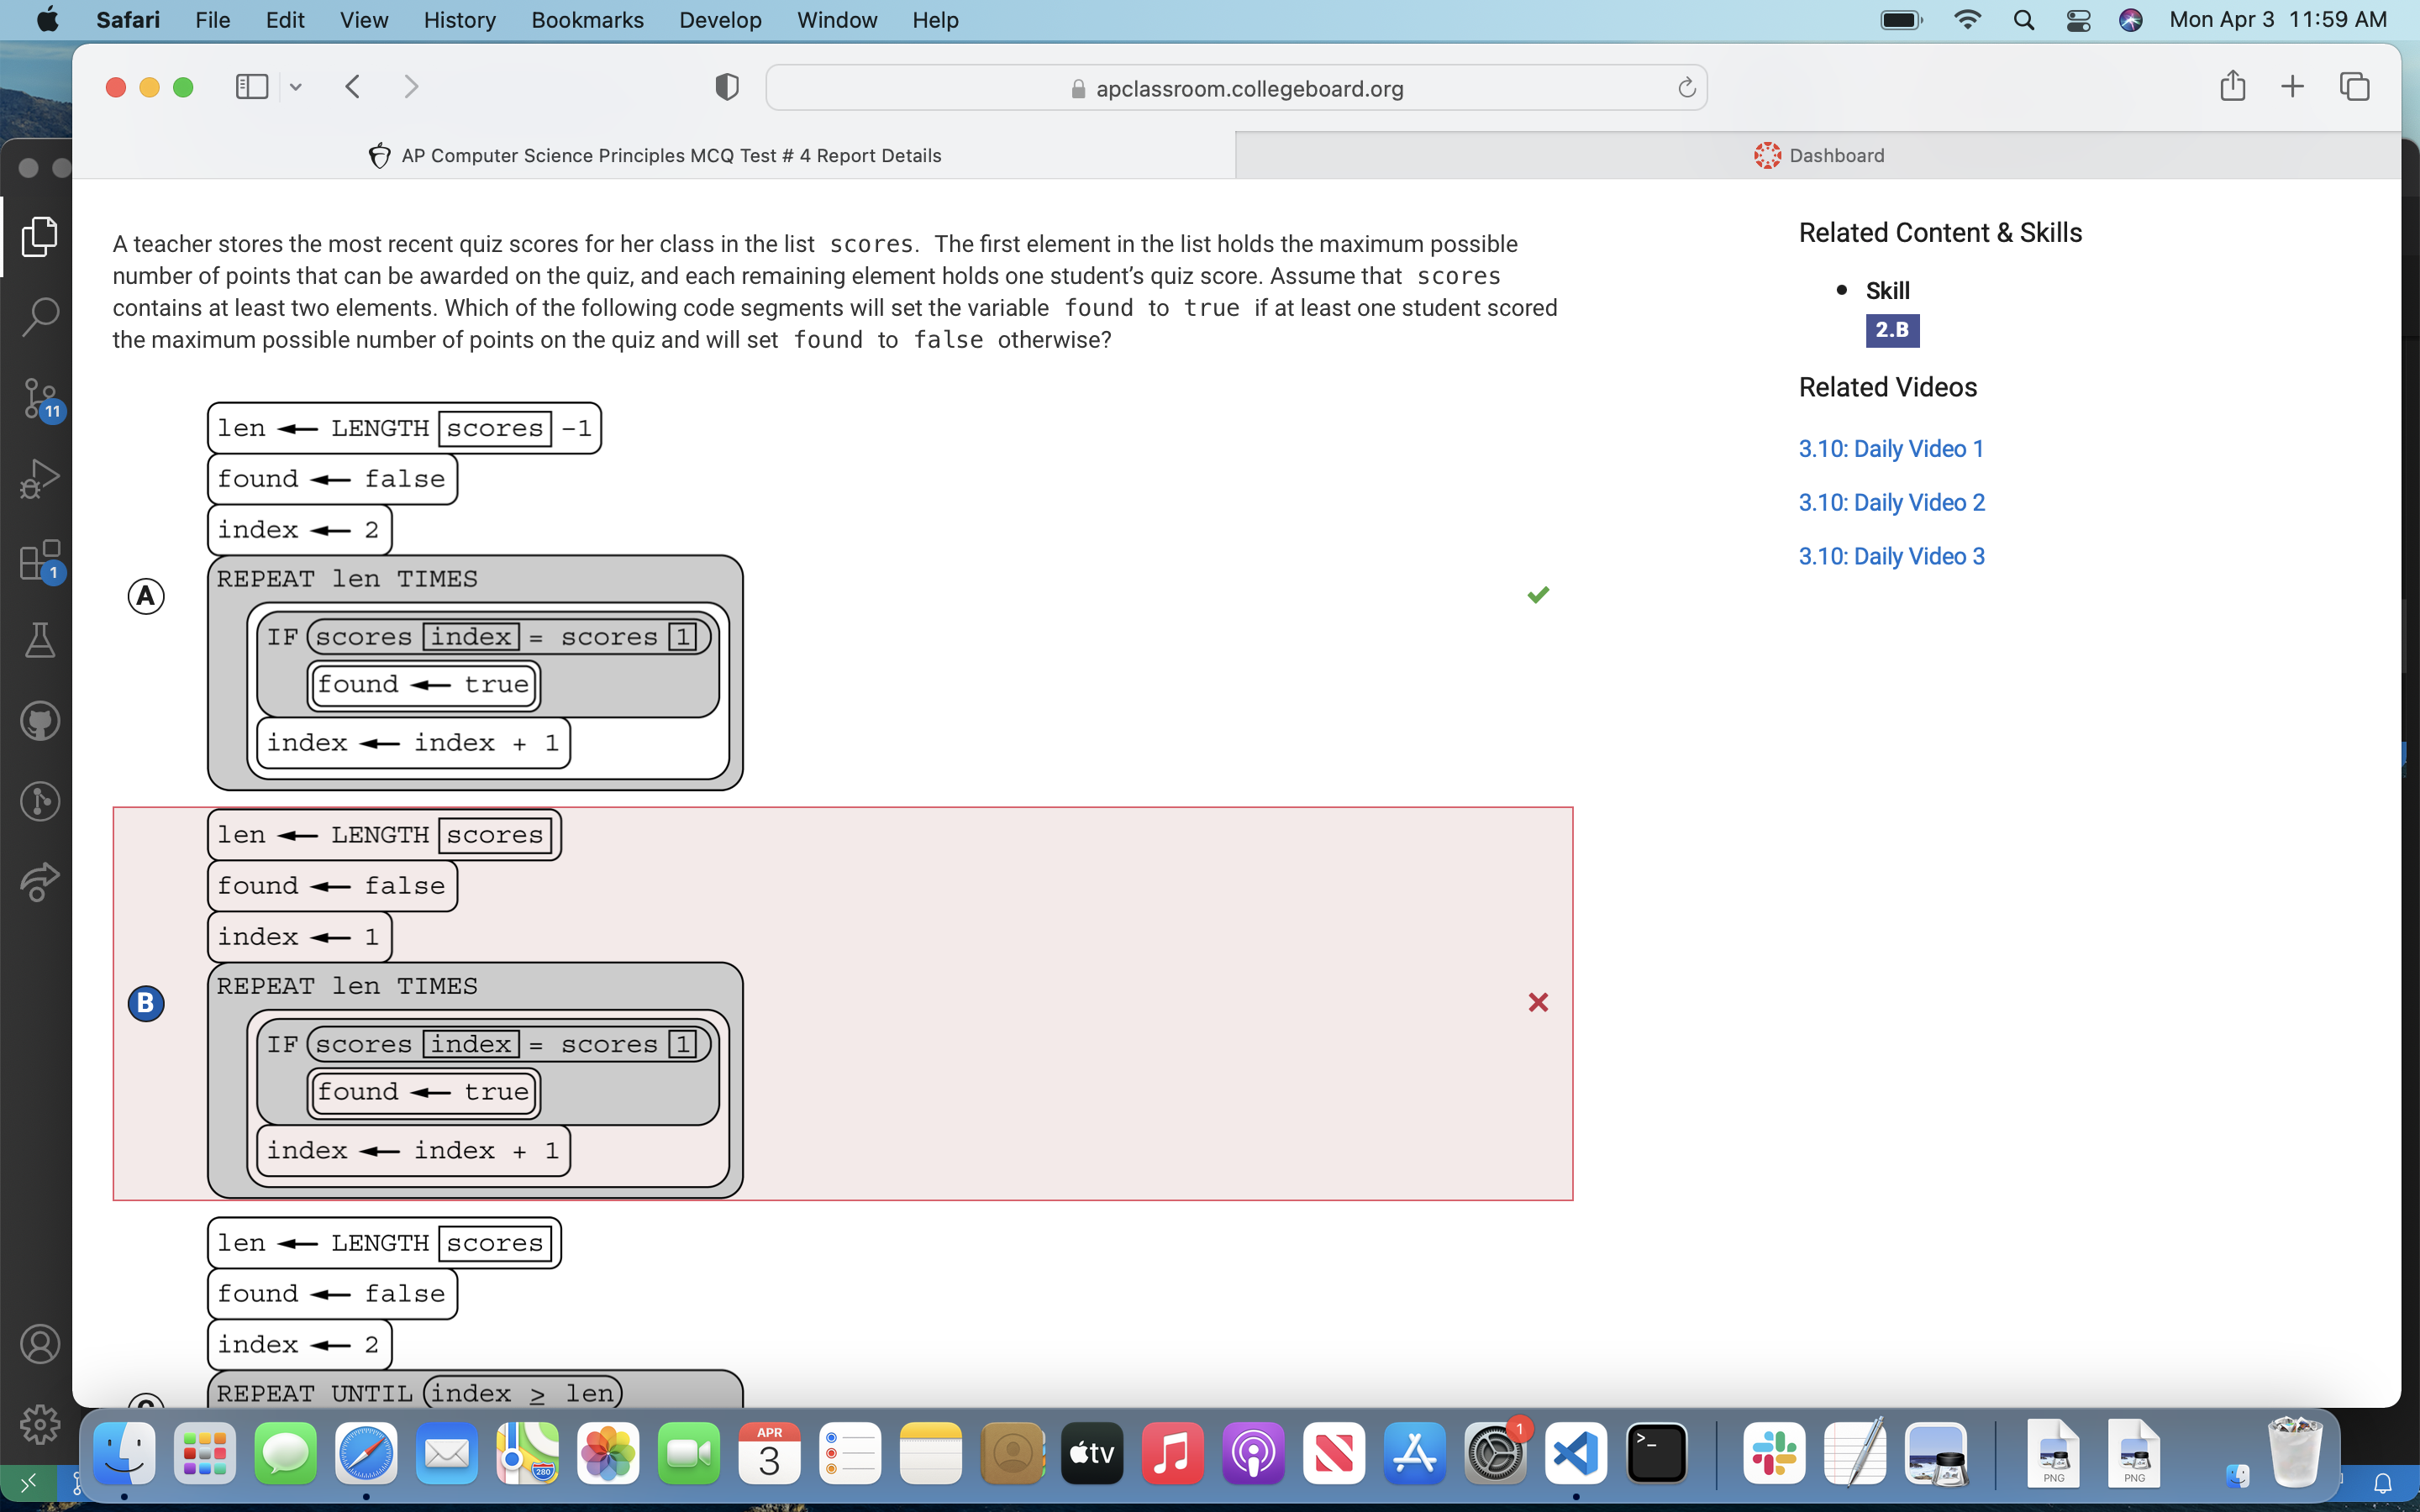 Safari File Edit View History Bookmarks Develop Window Help Mon Apr 3 11:59 AM
apclassroom.collegeboard.org
AP Computer Science Principles MCQ Test # 4 Report Details
Dashboard
A teacher stores the most recent quiz scores for her class in the list scores. The first element in the list holds the maximum possible
number of points that can be awarded on the quiz, and each remaining element holds one student’s quiz score. Assume that scores
contains at least two elements. Which of the following code segments will set the variable found to true if at least one student scored
the maximum possible number of points on the quiz and will set found to false otherwise?
A
len ← LENGTH scores -1
found ← false
index ← 2
REPEAT len TIMES
IF scores index = scores 1
found ← true
index ← index + 1
B
len ← LENGTH scores
found ← false
index ← 1
REPEAT len TIMES
IF scores index = scores 1
found ← true
index ← index + 1
len ← LENGTH scores
found ← false
index ← 2
REPEAT UNTIL index ≥ len
Related Content & Skills
• Skill
2.B
Related Videos
3.10: Daily Video 1
3.10: Daily Video 2
3.10: Daily Video 3
11
1
280
APR
3
tv
1
>_
PNG
PNG